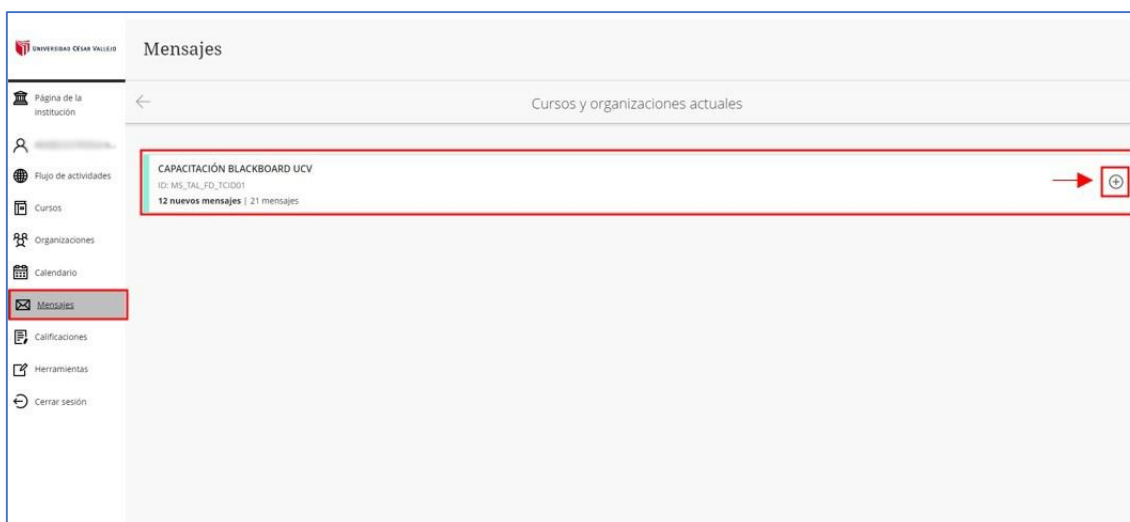 UNIVERSIDAD CÉSAR VALLEJO
Mensajes
Página de la
institución
Flujo de actividades
Cursos
Organizaciones
Calendario
Mensajes
Calificaciones
Herramientas
Cerrar sesión
Cursos y organizaciones actuales
CAPACITACIÓN BLACKBOARD UCV
ID: MS_TAL_FD_TCID01
12 nuevos mensajes | 21 mensajes